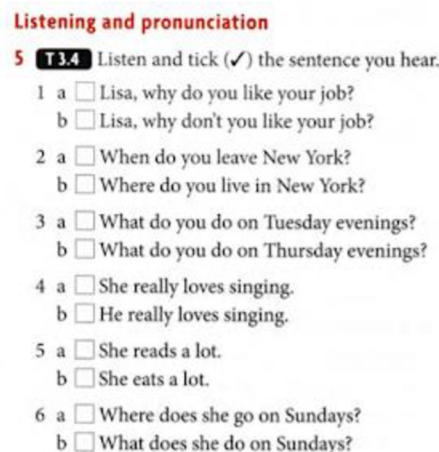 Listening and pronunciation
5 T 3.4 Listen and tick (✓) the sentence you hear.
1 a □ Lisa, why do you like your job?
b □ Lisa, why don't you like your job?
2 a □ When do you leave New York?
b □ Where do you live in New York?
3 a □ What do you do on Tuesday evenings?
b □ What do you do on Thursday evenings?
4 a □ She really loves singing.
b □ He really loves singing.
5 a □ She reads a lot.
b □ She eats a lot.
6 a □ Where does she go on Sundays?
b □ What does she do on Sundays?